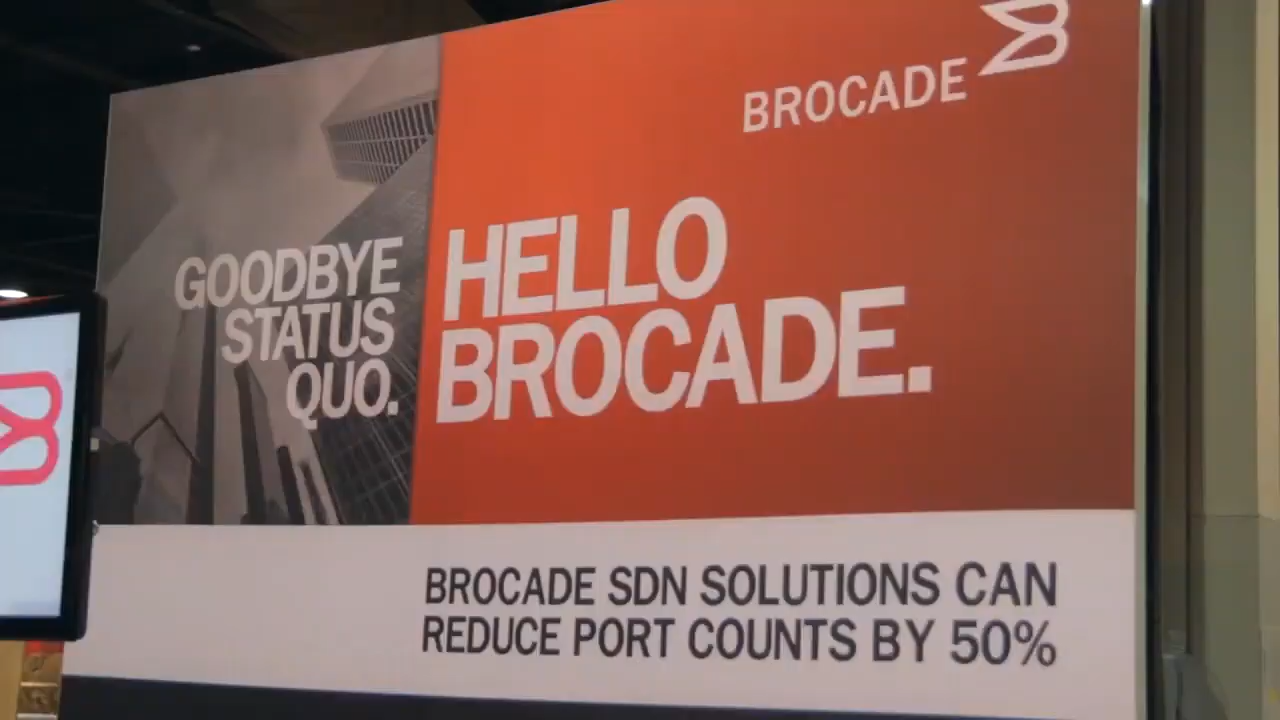 BROCADE
GOODBYE
STATUS
QUO.
HELLO
BROCADE.
BROCADE SDN SOLUTIONS CAN
REDUCE PORT COUNTS BY 50%